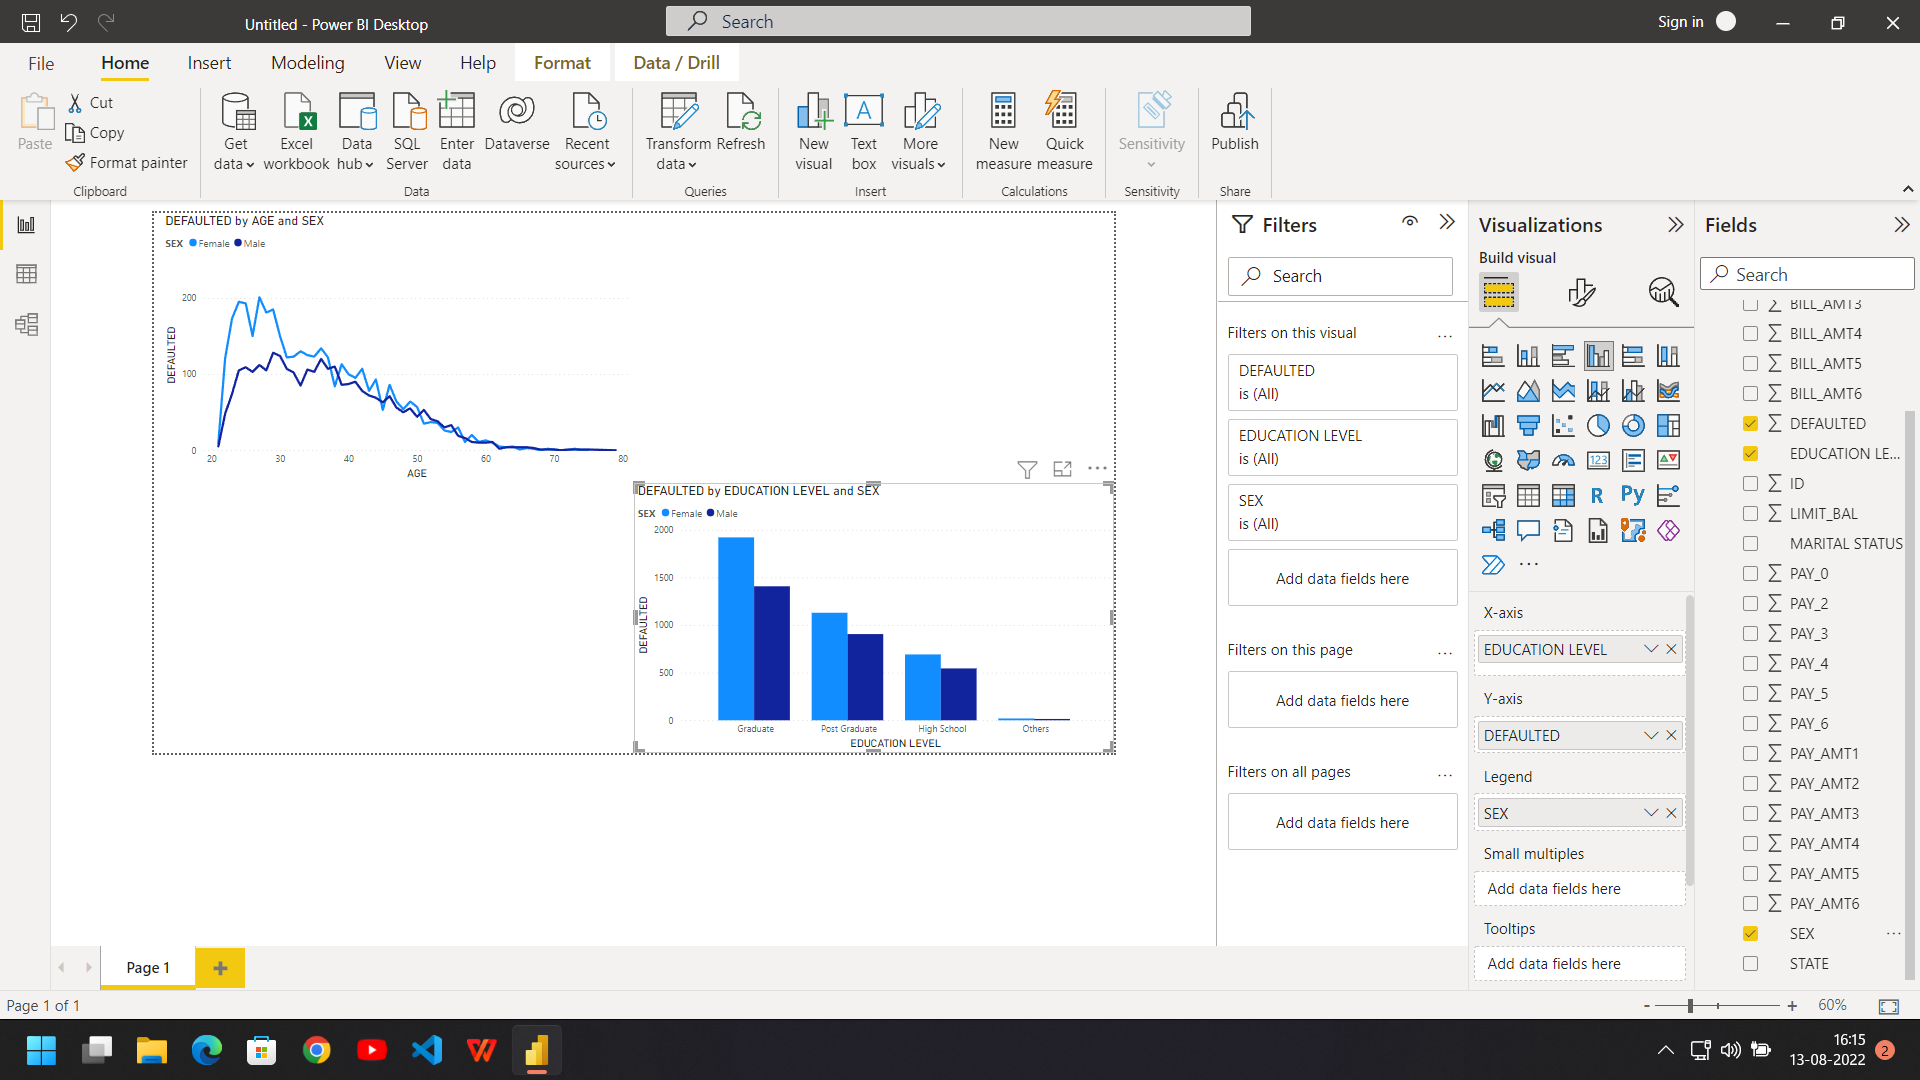 Untitled - Power BI Desktop
Search
Sign in
File
Home
Insert
Modeling
View
Help
Format
Data / Drill
Paste
Cut
Copy
Format painter
Clipboard
Get data
Excel workbook
Data hub
SQL Server
Enter data
Dataverse
Recent sources
Data
Transform data
Refresh
Queries
New visual
Text box
More visuals
Insert
New measure
Quick measure
Calculations
Sensitivity
Sensitivity
Publish
Share
DEFAULTED by AGE and SEX
SEX Female Male
200
100
0
DEFAULTED
20 30 40 50 60 70 80
AGE
DEFAULTED by EDUCATION LEVEL and SEX
SEX Female Male
2000
1500
1000
500
0
DEFAULTED
Graduate Post Graduate High School Others
EDUCATION LEVEL
Filters
Search
Filters on this visual
DEFAULTED
is (All)
EDUCATION LEVEL
is (All)
SEX
is (All)
Add data fields here
Filters on this page
Add data fields here
Filters on all pages
Add data fields here
Visualizations
Build visual
123
R
Py
X-axis
EDUCATION LEVEL
Y-axis
DEFAULTED
Legend
SEX
Small multiples
Add data fields here
Tooltips
Add data fields here
Fields
Search
BILL_AMT3
BILL_AMT4
BILL_AMT5
BILL_AMT6
DEFAULTED
EDUCATION LE...
ID
LIMIT_BAL
MARITAL STATUS
PAY_0
PAY_2
PAY_3
PAY_4
PAY_5
PAY_6
PAY_AMT1
PAY_AMT2
PAY_AMT3
PAY_AMT4
PAY_AMT5
PAY_AMT6
SEX
STATE
Page 1
Page 1 of 1
- + 60%
16:15
13-08-2022
2